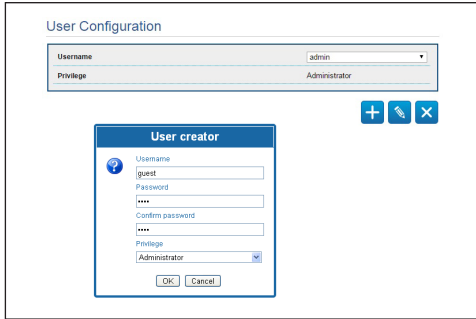 User Configuration
Username admin
Privilege Administrator
User creator
Username
guest
Password
••••
Confirm password
••••
Privilege
Administrator
OK Cancel